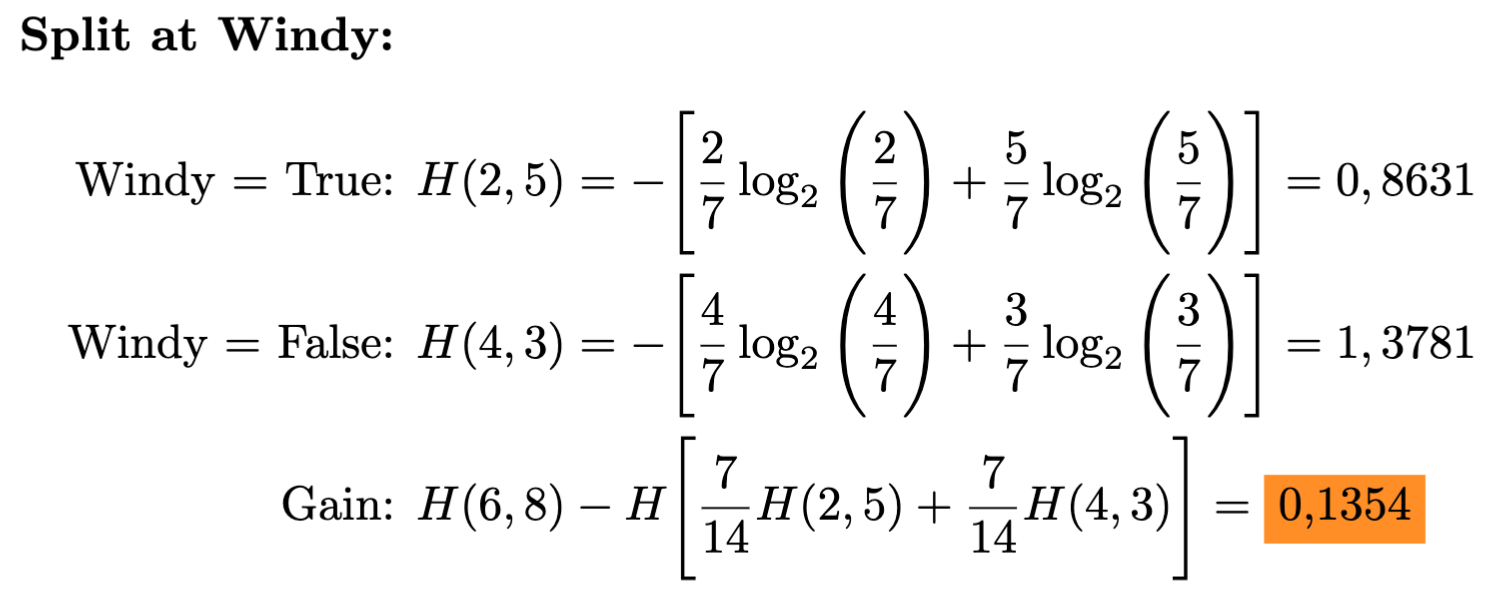 Split at Windy:
Windy = True: H(2, 5) = −[2/7 log₂(2/7) + 5/7 log₂(5/7)] = 0, 8631
Windy = False: H(4, 3) = −[4/7 log₂(4/7) + 3/7 log₂(3/7)] = 1, 3781
Gain: H(6, 8) − H[7/14 H(2, 5) + 7/14 H(4, 3)] = 0,1354